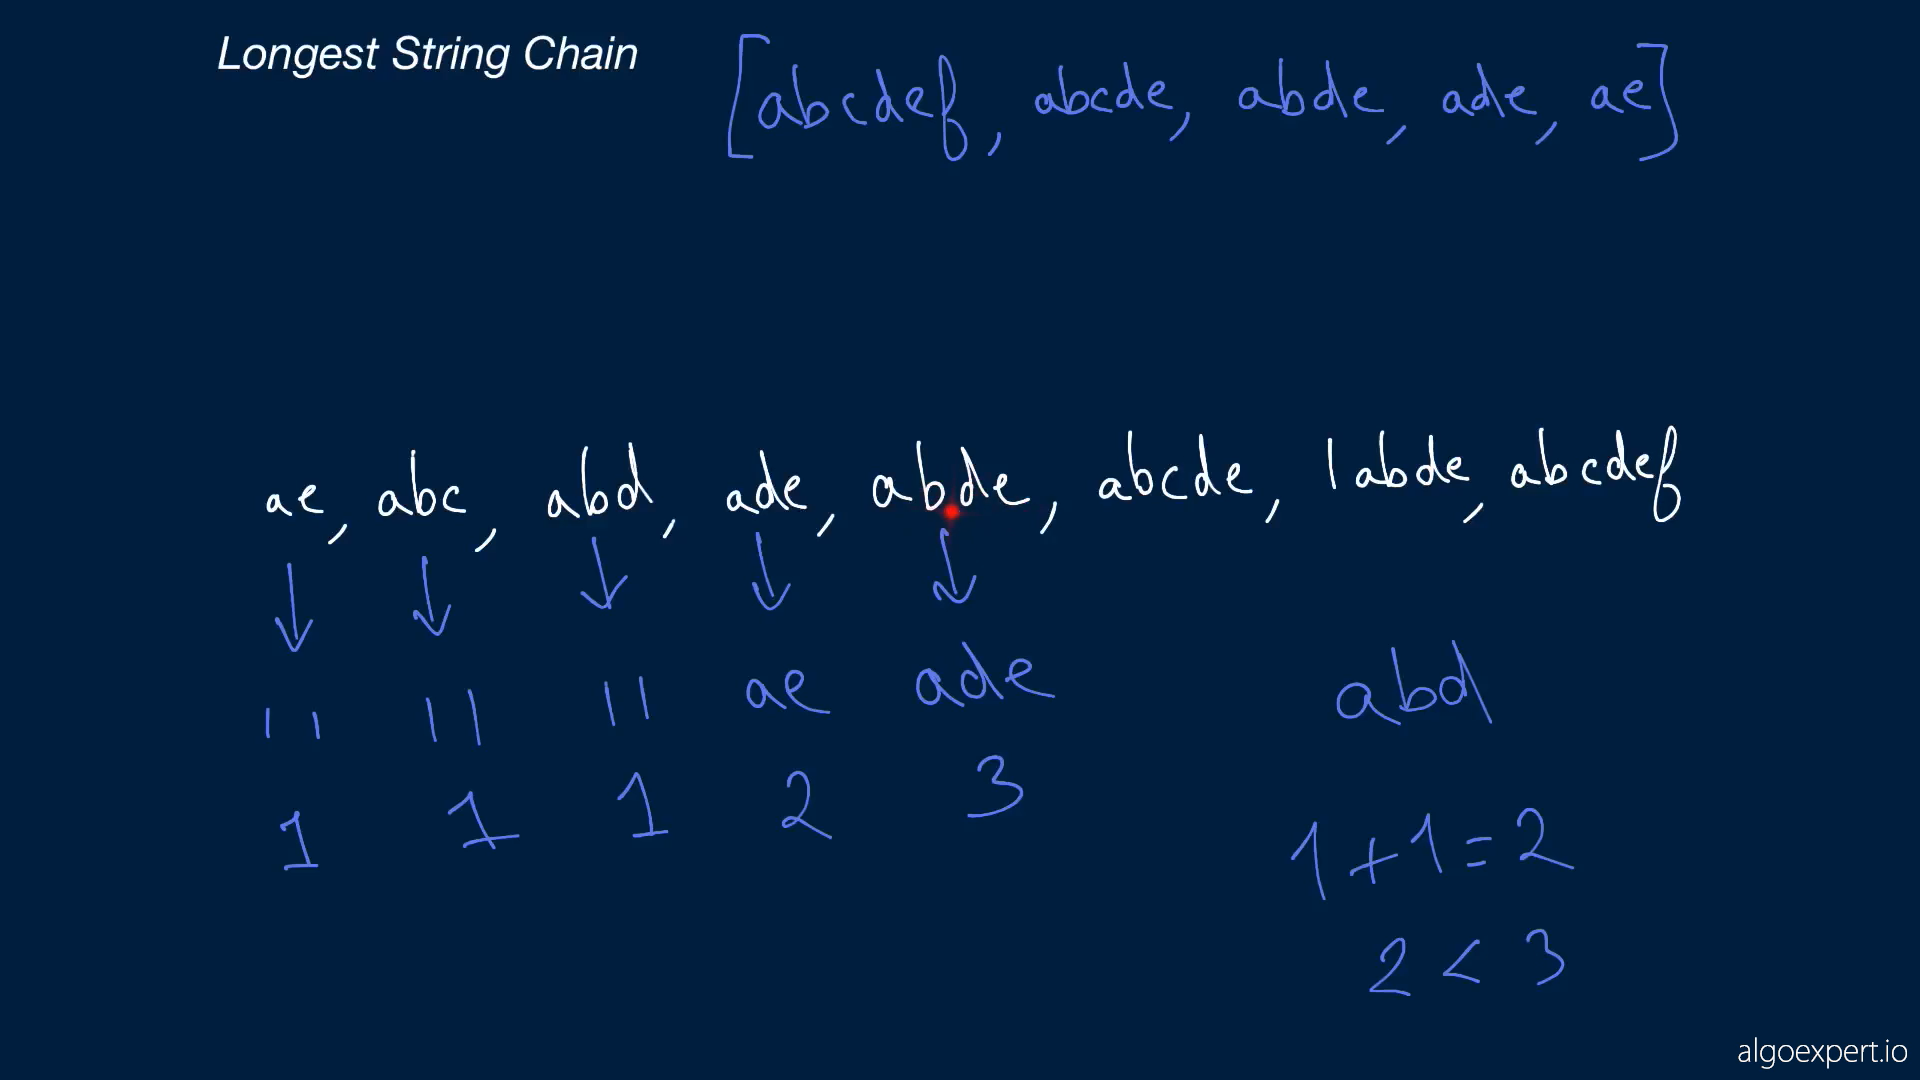 Longest String Chain
[abcdef, abcde, abde, ade, ae]
ae, abc, abd, ade, abde, abcde, 1abde, abcdef
" " " ae ade abd
1 1 1 2 3
1+1=2
2 < 3
algoexpert.io